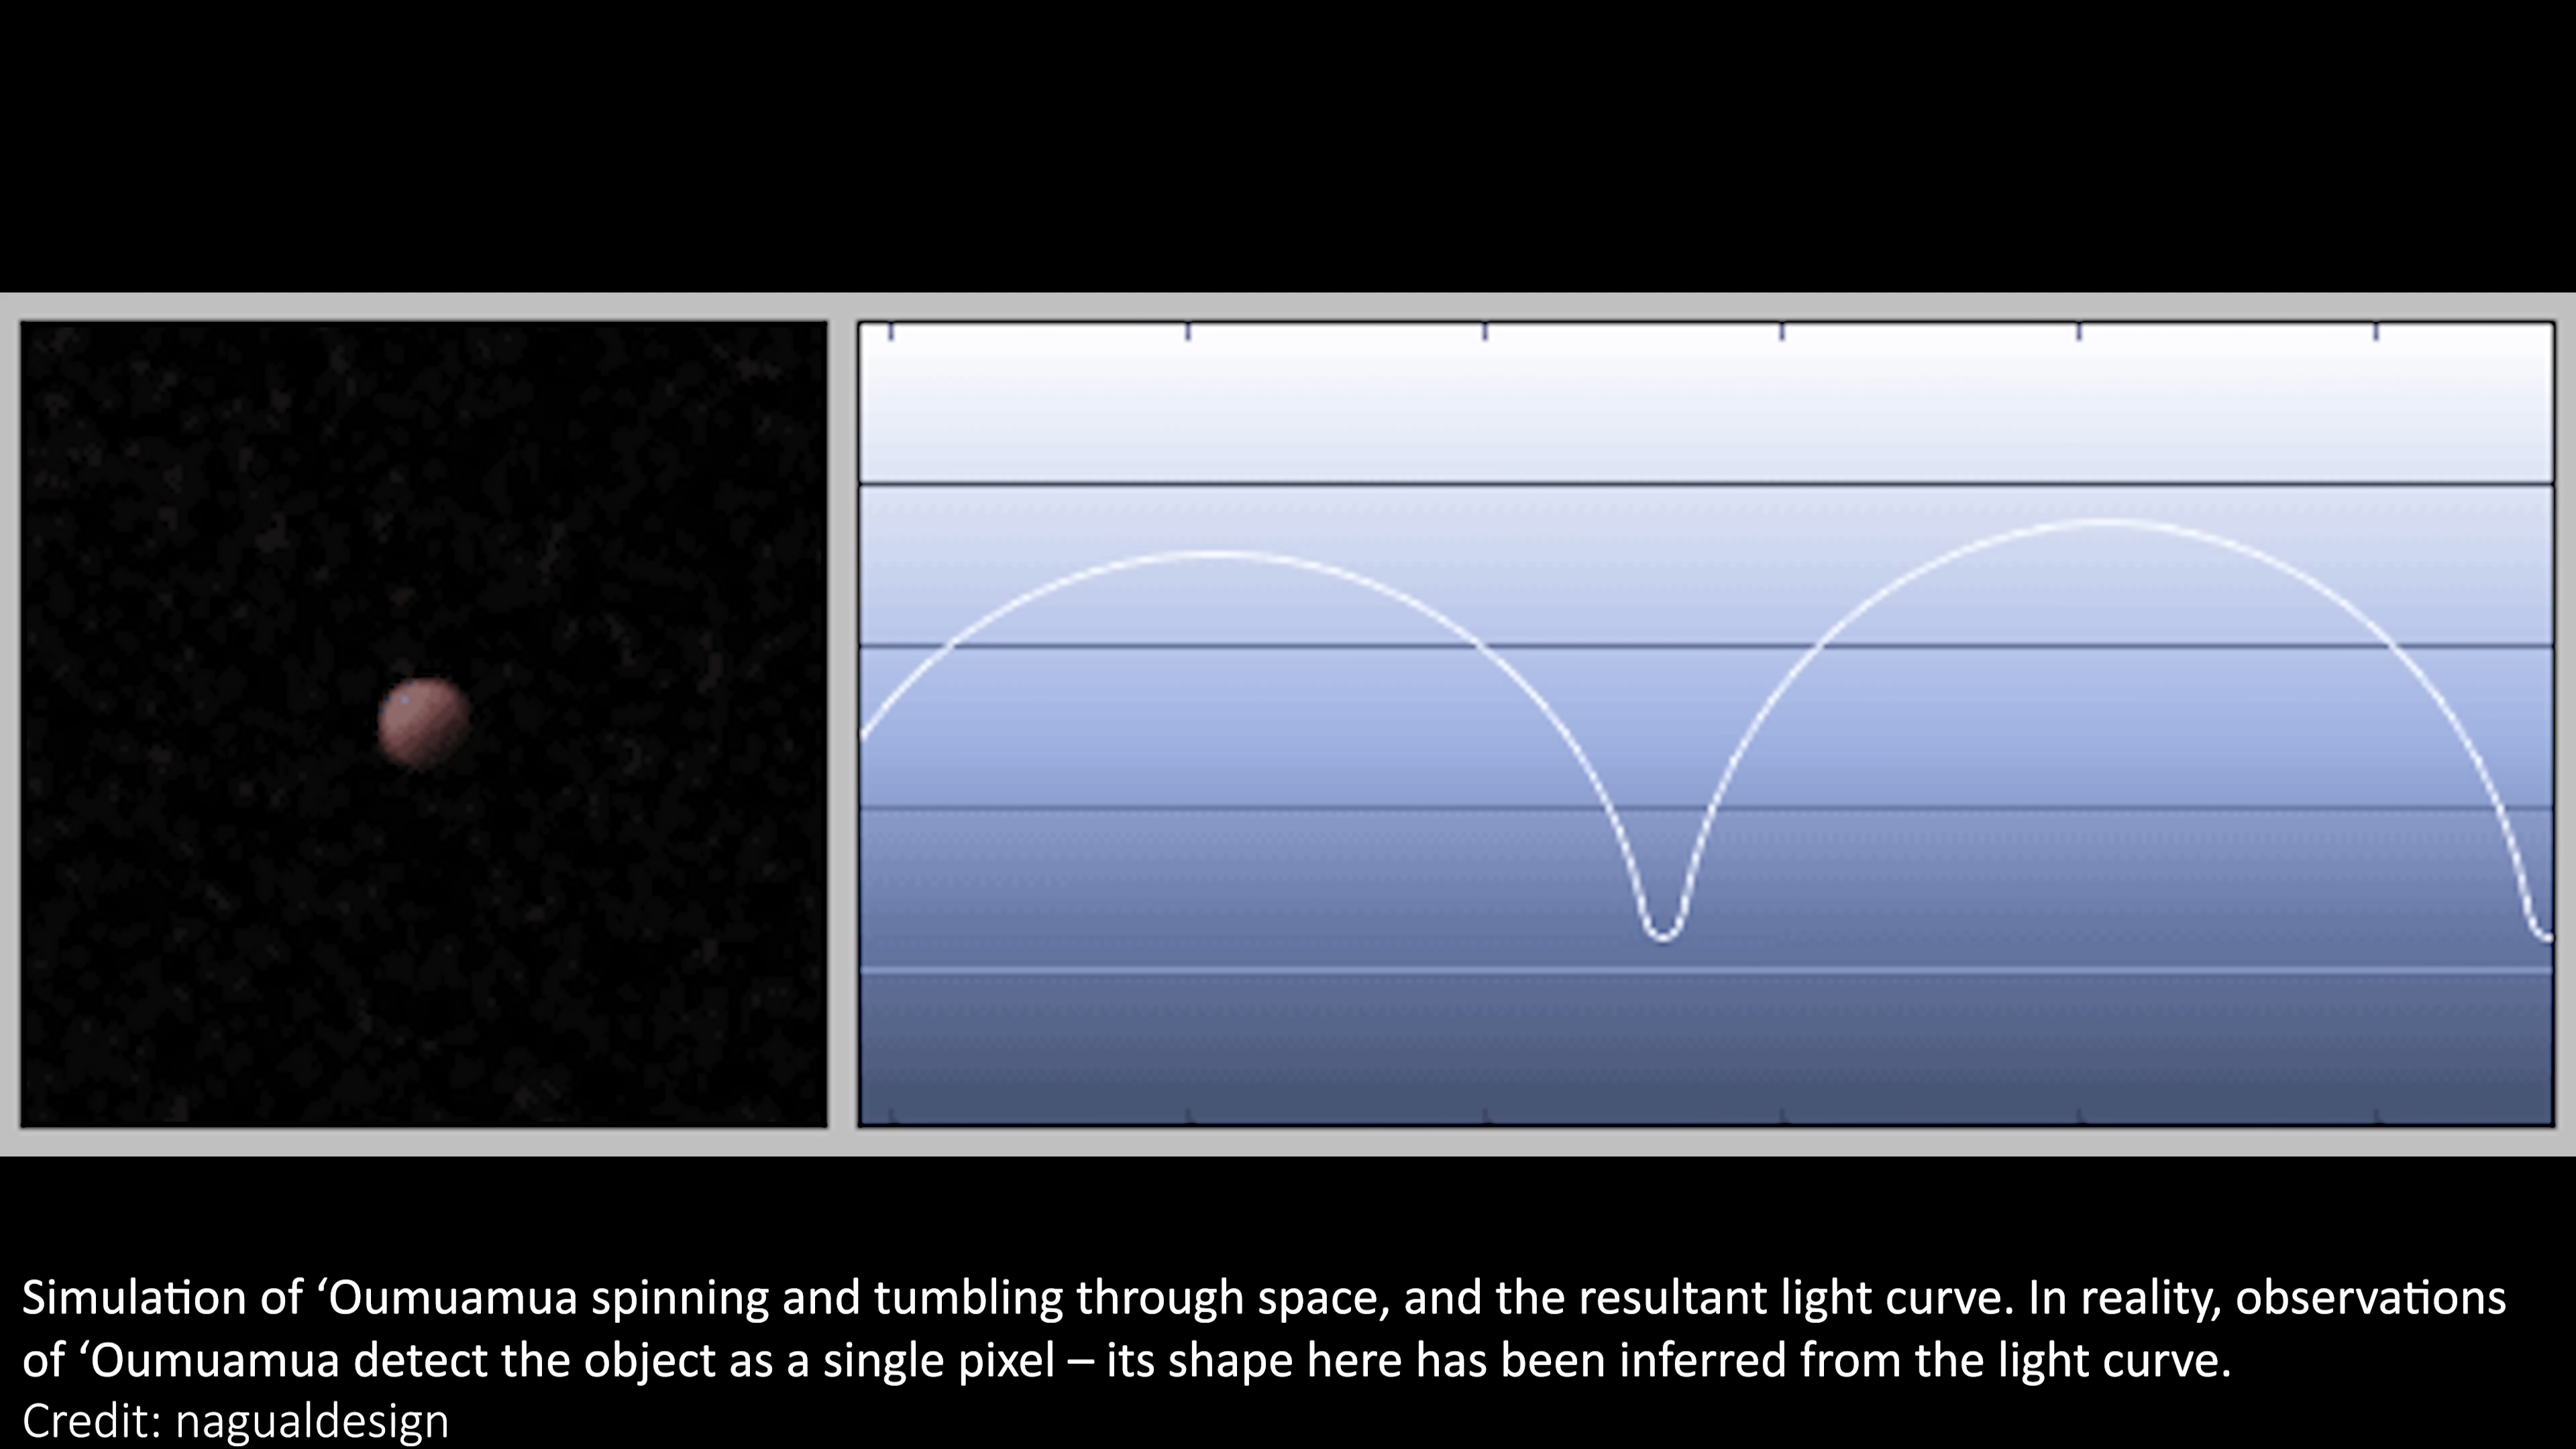 Simulation of ‘Oumuamua spinning and tumbling through space, and the resultant light curve. In reality, observations
of ‘Oumuamua detect the object as a single pixel – its shape here has been inferred from the light curve.
Credit: nagualdesign